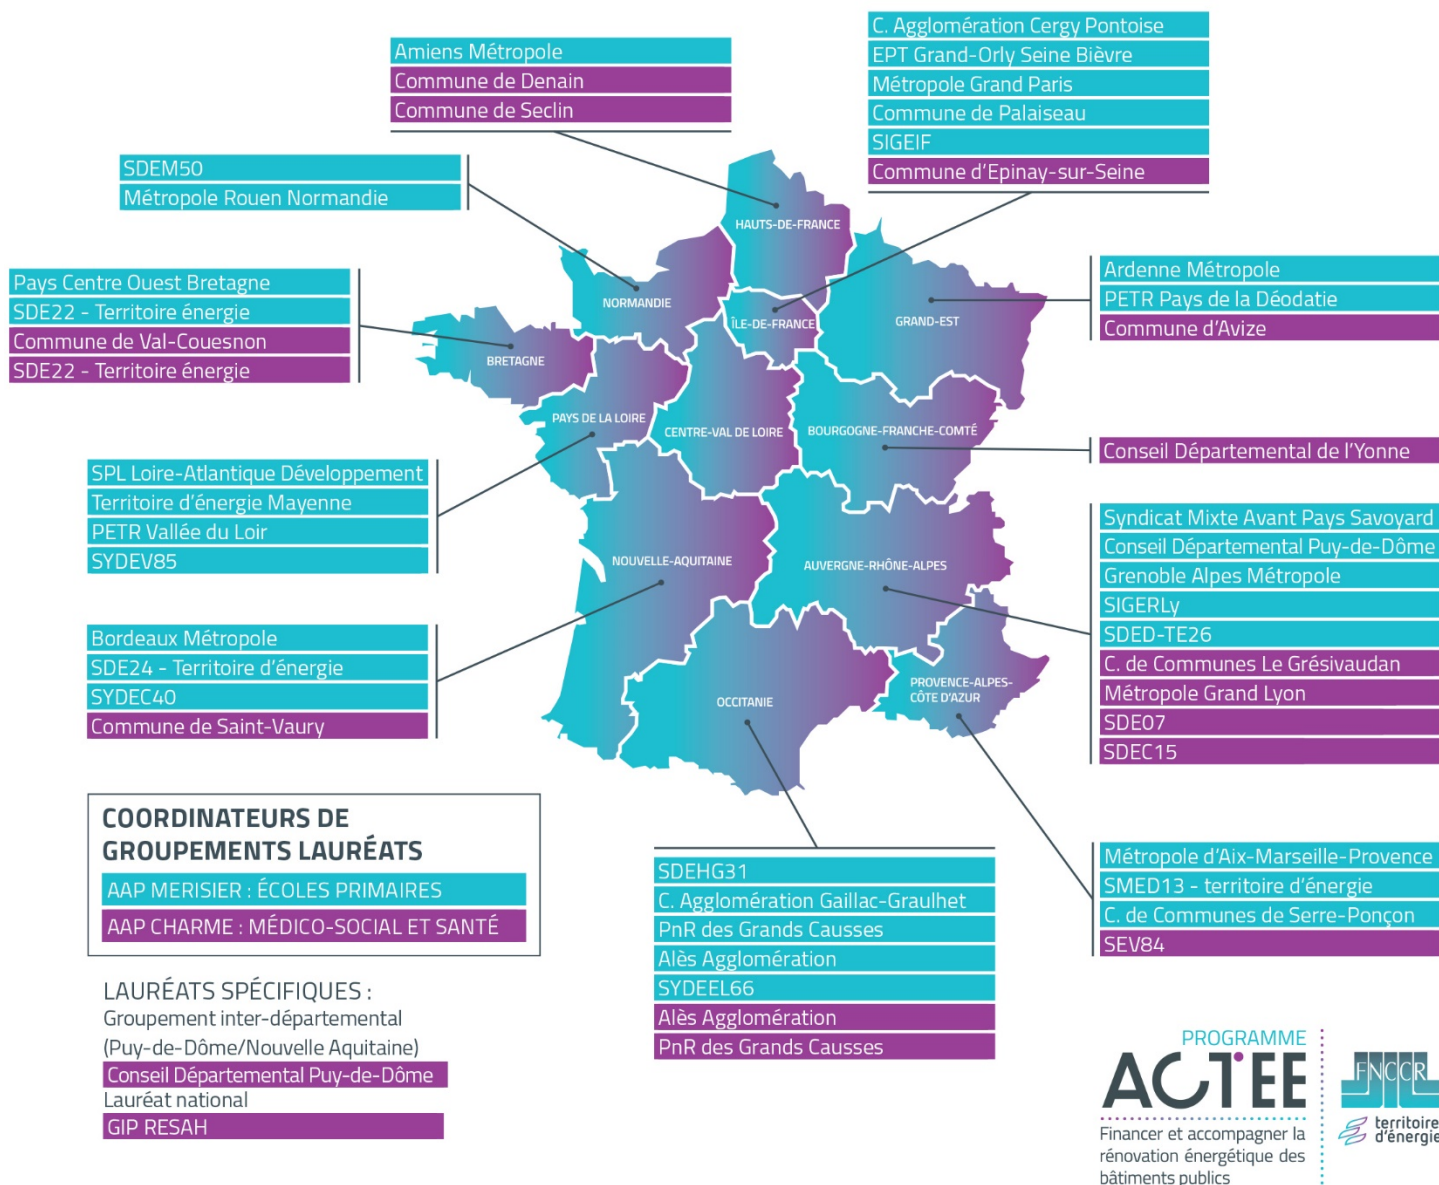 C. Agglomération Cergy Pontoise
EPT Grand-Orly Seine Bièvre
Métropole Grand Paris
Commune de Palaiseau
SIGEIF
Commune d'Epinay-sur-Seine
Amiens Métropole
Commune de Denain
Commune de Seclin
SDEM50
Métropole Rouen Normandie
Pays Centre Ouest Bretagne
SDE22 - Territoire énergie
Commune de Val-Couesnon
SDE22 - Territoire énergie
Ardenne Métropole
PETR Pays de la Déodatie
Commune d'Avize
HAUTS-DE-FRANCE
NORMANDIE
ÎLE-DE-FRANCE
GRAND-EST
BRETAGNE
PAYS DE LA LOIRE
CENTRE-VAL DE LOIRE
BOURGOGNE-FRANCHE-COMTÉ
NOUVELLE-AQUITAINE
AUVERGNE-RHÔNE-ALPES
OCCITANIE
PROVENCE-ALPES-
CÔTE D'AZUR
Conseil Départemental de l'Yonne
SPL Loire-Atlantique Développement
Territoire d'énergie Mayenne
PETR Vallée du Loir
SYDEV85
Syndicat Mixte Avant Pays Savoyard
Conseil Départemental Puy-de-Dôme
Grenoble Alpes Métropole
SIGERLy
SDED-TE26
C. de Communes Le Grésivaudan
Métropole Grand Lyon
SDE07
SDEC15
Bordeaux Métropole
SDE24 - Territoire d'énergie
SYDEC40
Commune de Saint-Vaury
COORDINATEURS DE
GROUPEMENTS LAURÉATS
AAP MERISIER : ÉCOLES PRIMAIRES
AAP CHARME : MÉDICO-SOCIAL ET SANTÉ
LAURÉATS SPÉCIFIQUES :
Groupement inter-départemental
(Puy-de-Dôme/Nouvelle Aquitaine)
Conseil Départemental Puy-de-Dôme
Lauréat national
GIP RESAH
SDEHG31
C. Agglomération Gaillac-Graulhet
PnR des Grands Causses
Alès Agglomération
SYDEEL66
Alès Agglomération
PnR des Grands Causses
Métropole d'Aix-Marseille-Provence
SMED13 - territoire d'énergie
C. de Communes de Serre-Ponçon
SEV84
PROGRAMME
ACTEE
Financer et accompagner la
rénovation énergétique des
bâtiments publics
FNCCR
territoire
d'énergie